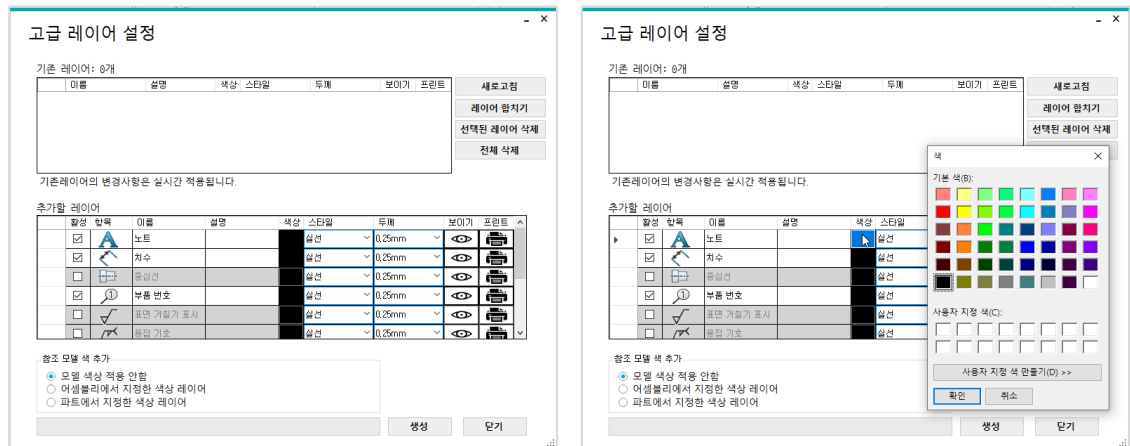 고급 레이어 설정
기존 레이어: 0개
이름 설명 색상 스타일 두께 보이기 프린트
새로고침
레이어 합치기
선택된 레이어 삭제
전체 삭제
기존레이어의 변경사항은 실시간 적용됩니다.
추가할 레이어
활성 항목 이름 설명 색상 스타일 두께 보이기 프린트
노트 실선 0,25mm
치수 실선 0,25mm
중심선 실선 0,25mm
부품 번호 실선 0,25mm
표면 거칠기 표시 실선 0,25mm
용접 기호 실선 0,25mm
참조 모델 색 추가
모델 색상 적용 안함
어셈블리에서 지정한 색상 레이어
파트에서 지정한 색상 레이어
생성 닫기
고급 레이어 설정
기존 레이어: 0개
이름 설명 색상 스타일 두께 보이기 프린트
새로고침
레이어 합치기
선택된 레이어 삭제
기존레이어의 변경사항은 실시간 적용됩니다.
추가할 레이어
활성 항목 이름 설명 색상 스타일
노트 실선
치수 실선
중심선 실선
부품 번호 실선
표면 거칠기 표시 실선
용접 기호 실선
참조 모델 색 추가
모델 색상 적용 안함
어셈블리에서 지정한 색상 레이어
파트에서 지정한 색상 레이어
생성 닫기
색
기본 색(B):
사용자 지정 색(C):
사용자 지정 색 만들기(D) >>
확인 취소